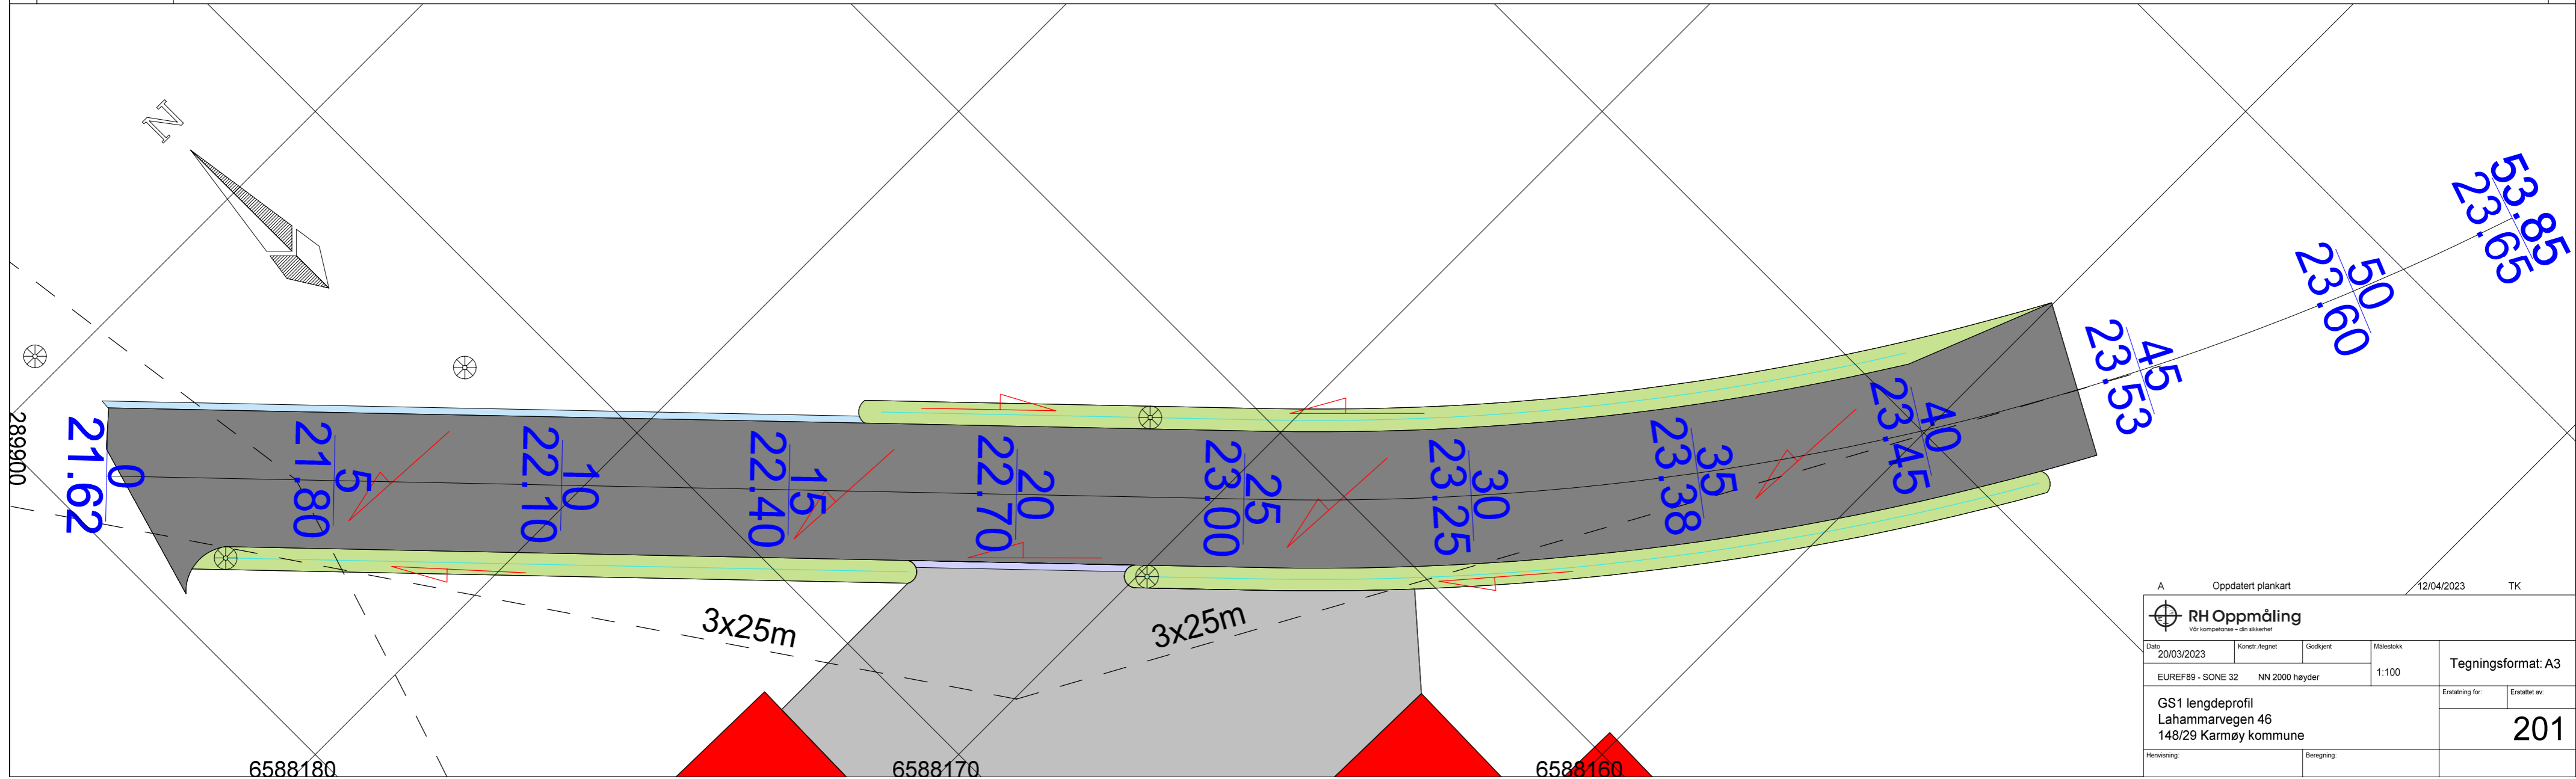 N
289800
0
21.62
5
21.80
10
22.10
15
22.40
20
22.70
25
23.00
30
23.25
35
23.38
40
23.45
45
23.53
50
23.60
53.85
23.65
3x25m
3x25m
6588180
6588170
6588160
A Oppdatert plankart 12/04/2023 TK
RH Oppmåling
Vår kompetanse – din sikkerhet
Dato
20/03/2023
Konstr./tegnet
Godkjent
Målestokk
1:100
Tegningsformat: A3
EUREF89 - SONE 32 NN 2000 høyder
Erstatning for:
Erstattet av:
GS1 lengdeprofil
Lahammarvegen 46
148/29 Karmøy kommune
201
Henvisning:
Beregning: